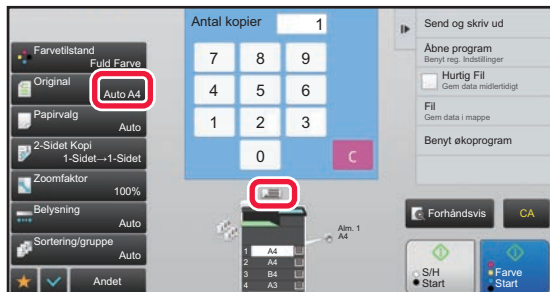 Antal kopier 1
Farvetilstand
Fuld Farve
Original
Auto A4
Papirvalg
Auto
2-Sidet Kopi
1-Sidet→1-Sidet
Zoomfaktor
100%
Belysning
Auto
Sortering/gruppe
Auto
Andet
7 8 9
4 5 6
1 2 3
0 C
Alm. 1
A4
1 A4
2 A4
3 B4
4 A3
Send og skriv ud
Åbne program
Benyt reg. Indstillinger
Hurtig Fil
Gem data midlertidigt
Fil
Gem data i mappe
Benyt økoprogram
Forhåndsvis
CA
S/H
Start
Farve
Start